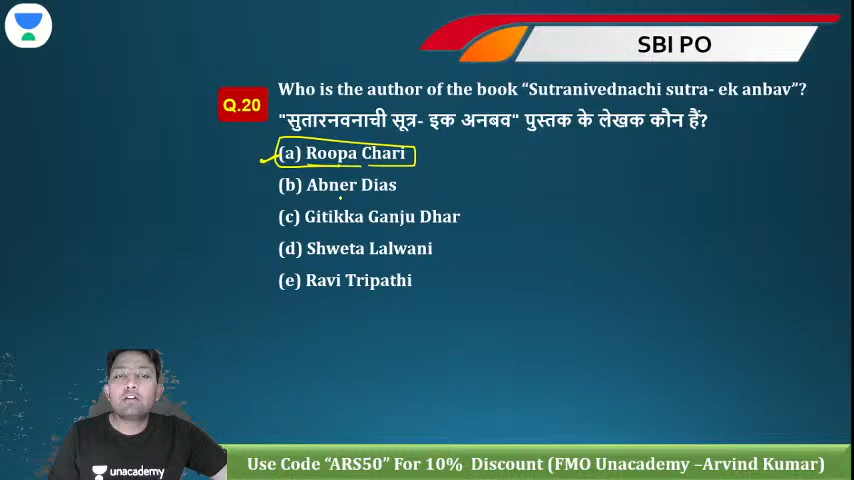 SBI PO
Q.20
Who is the author of the book “Sutranivednachi sutra- ek anbav”?
"सुतारनवनाची सूत्र- इक अनबव" पुस्तक के लेखक कौन हैं?
(a) Roopa Chari
(b) Abner Dias
(c) Gitikka Ganju Dhar
(d) Shweta Lalwani
(e) Ravi Tripathi
unacademy
Use Code “ARS50” For 10% Discount (FMO Unacademy –Arvind Kumar)